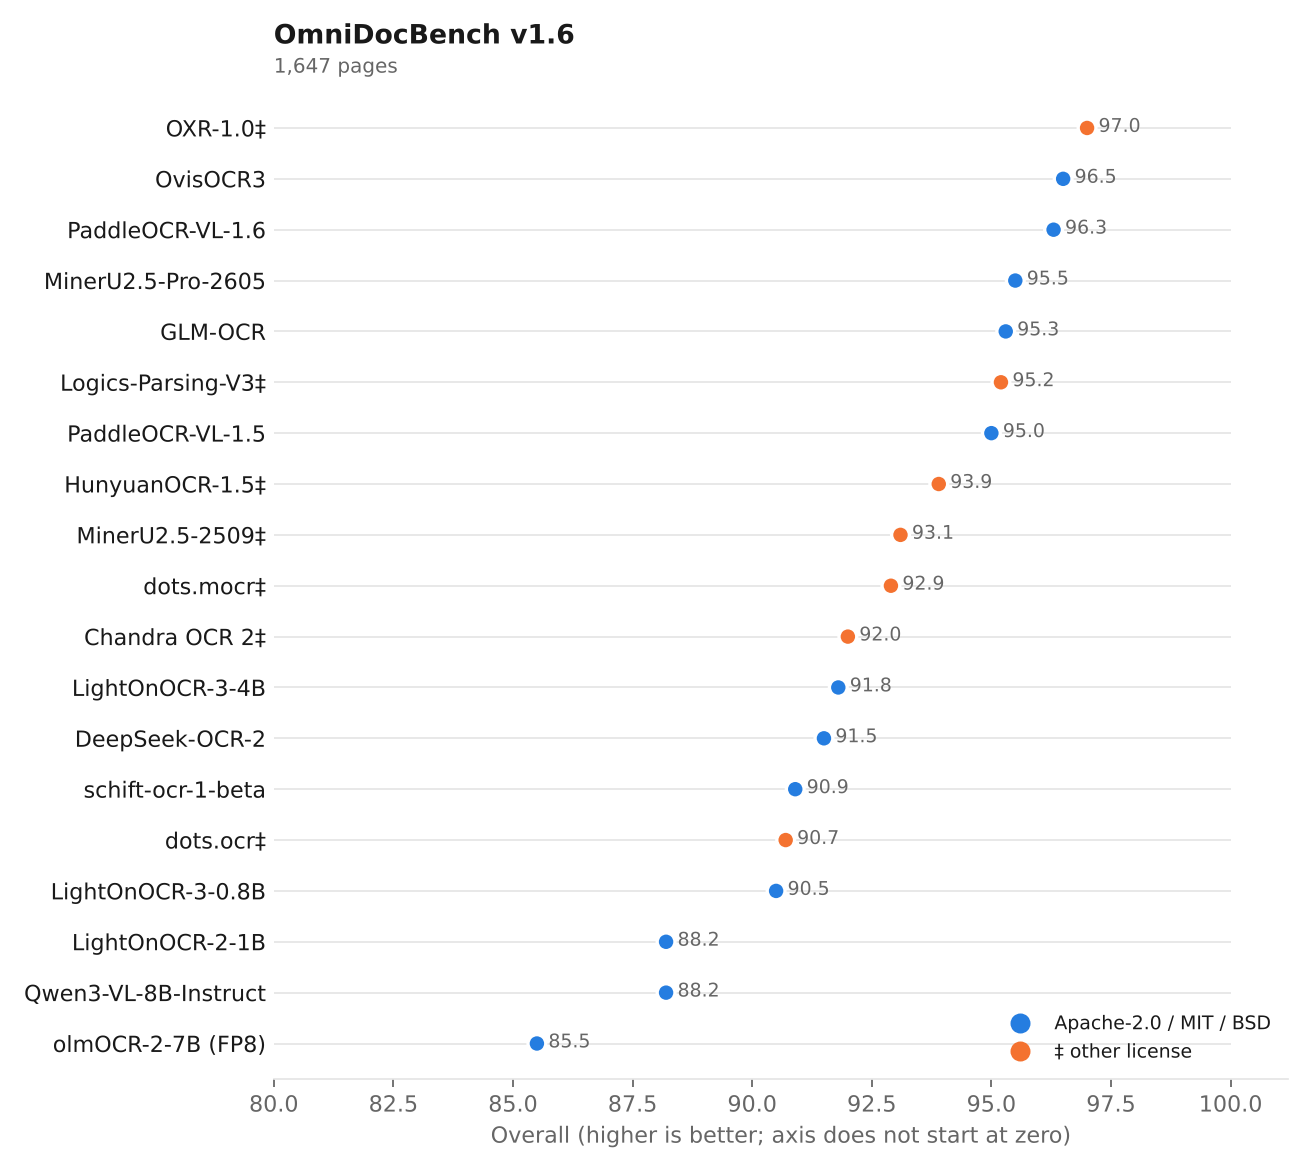 OmniDocBench v1.6
1,647 pages
OXR-1.0‡ 97.0
OvisOCR3 96.5
PaddleOCR-VL-1.6 96.3
MinerU2.5-Pro-2605 95.5
GLM-OCR 95.3
Logics-Parsing-V3‡ 95.2
PaddleOCR-VL-1.5 95.0
HunyuanOCR-1.5‡ 93.9
MinerU2.5-2509‡ 93.1
dots.mocr‡ 92.9
Chandra OCR 2‡ 92.0
LightOnOCR-3-4B 91.8
DeepSeek-OCR-2 91.5
schift-ocr-1-beta 90.9
dots.ocr‡ 90.7
LightOnOCR-3-0.8B 90.5
LightOnOCR-2-1B 88.2
Qwen3-VL-8B-Instruct 88.2
olmOCR-2-7B (FP8) 85.5
Apache-2.0 / MIT / BSD
‡ other license
80.0 82.5 85.0 87.5 90.0 92.5 95.0 97.5 100.0
Overall (higher is better; axis does not start at zero)